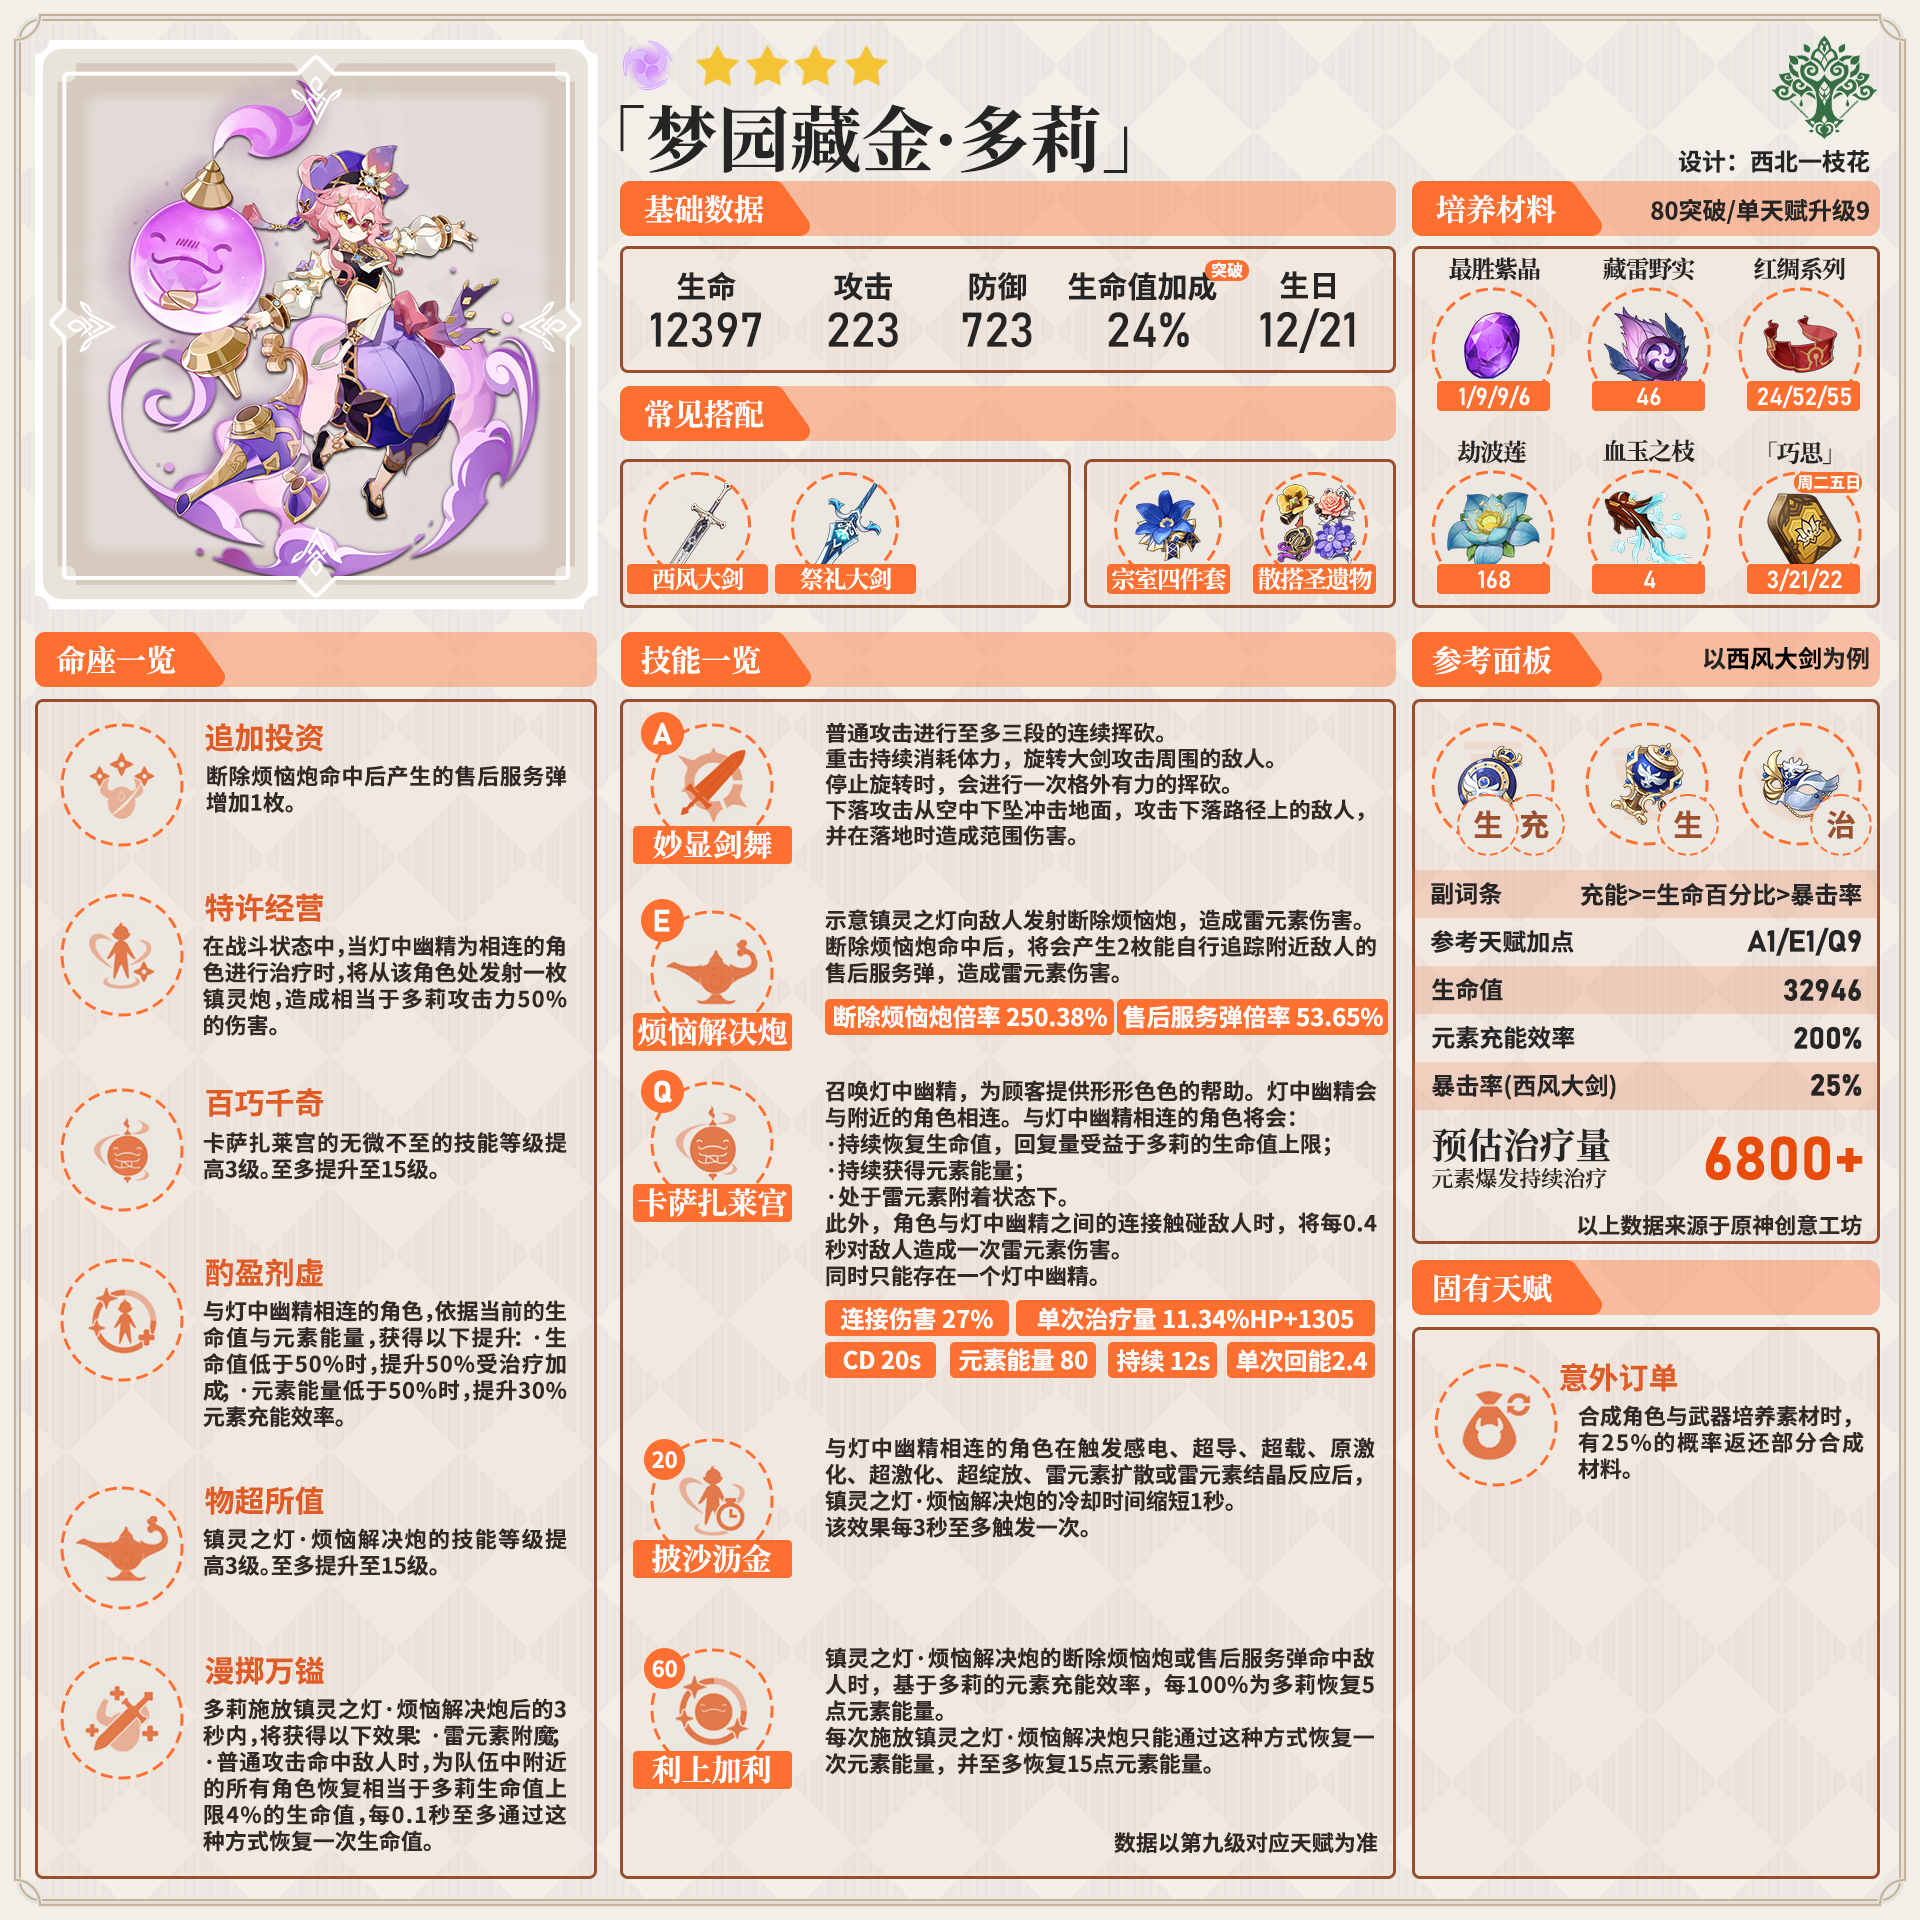 「梦园藏金·多莉」
设计：西北一枝花
基础数据
生命
攻击
防御
生命值加成
突破
生日
12397
223
723
24%
12/21
常见搭配
西风大剑
祭礼大剑
宗室四件套
散搭圣遗物
培养材料
80突破/单天赋升级9
最胜紫晶
藏雷野实
红绸系列
1/9/9/6
46
24/52/55
劫波莲
血玉之枝
「巧思」
周二五日
168
4
3/21/22
命座一览
追加投资
断除烦恼炮命中后产生的售后服务弹
增加1枚。
特许经营
在战斗状态中,当灯中幽精为相连的角
色进行治疗时,将从该角色处发射一枚
镇灵炮,造成相当于多莉攻击力50%
的伤害。
百巧千奇
卡萨扎莱宫的无微不至的技能等级提
高3级。至多提升至15级。
酌盈剂虚
与灯中幽精相连的角色,依据当前的生
命值与元素能量,获得以下提升：·生
命值低于50%时,提升50%受治疗加
成；·元素能量低于50%时,提升30%
元素充能效率。
物超所值
镇灵之灯·烦恼解决炮的技能等级提
高3级。至多提升至15级。
漫掷万镒
多莉施放镇灵之灯·烦恼解决炮后的3
秒内,将获得以下效果：·雷元素附魔；
·普通攻击命中敌人时,为队伍中附近
的所有角色恢复相当于多莉生命值上
限4%的生命值,每0.1秒至多通过这
种方式恢复一次生命值。
技能一览
A
妙显剑舞
普通攻击进行至多三段的连续挥砍。
重击持续消耗体力，旋转大剑攻击周围的敌人。
停止旋转时，会进行一次格外有力的挥砍。
下落攻击从空中下坠冲击地面，攻击下落路径上的敌人，
并在落地时造成范围伤害。
E
烦恼解决炮
示意镇灵之灯向敌人发射断除烦恼炮，造成雷元素伤害。
断除烦恼炮命中后，将会产生2枚能自行追踪附近敌人的
售后服务弹，造成雷元素伤害。
断除烦恼炮倍率 250.38%
售后服务弹倍率 53.65%
Q
卡萨扎莱宫
召唤灯中幽精，为顾客提供形形色色的帮助。灯中幽精会
与附近的角色相连。与灯中幽精相连的角色将会：
·持续恢复生命值，回复量受益于多莉的生命值上限；
·持续获得元素能量；
·处于雷元素附着状态下。
此外，角色与灯中幽精之间的连接触碰敌人时，将每0.4
秒对敌人造成一次雷元素伤害。
同时只能存在一个灯中幽精。
连接伤害 27%
单次治疗量 11.34%HP+1305
CD 20s
元素能量 80
持续 12s
单次回能2.4
20
披沙沥金
与灯中幽精相连的角色在触发感电、超导、超载、原激
化、超激化、超绽放、雷元素扩散或雷元素结晶反应后，
镇灵之灯·烦恼解决炮的冷却时间缩短1秒。
该效果每3秒至多触发一次。
60
利上加利
镇灵之灯·烦恼解决炮的断除烦恼炮或售后服务弹命中敌
人时，基于多莉的元素充能效率，每100%为多莉恢复5
点元素能量。
每次施放镇灵之灯·烦恼解决炮只能通过这种方式恢复一
次元素能量，并至多恢复15点元素能量。
数据以第九级对应天赋为准
参考面板
以西风大剑为例
生 充
生
治
副词条
充能>=生命百分比>暴击率
参考天赋加点
A1/E1/Q9
生命值
32946
元素充能效率
200%
暴击率(西风大剑)
25%
预估治疗量
元素爆发持续治疗
6800+
以上数据来源于原神创意工坊
固有天赋
意外订单
合成角色与武器培养素材时，
有25%的概率返还部分合成
材料。